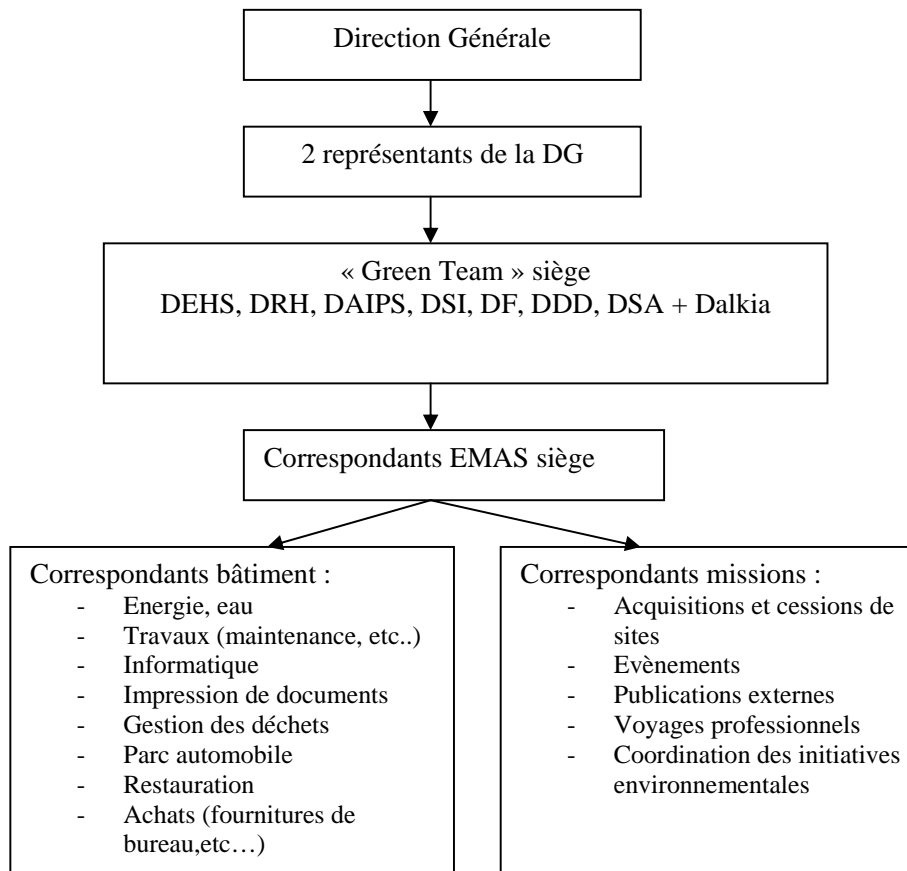 Direction Générale
2 représentants de la DG
« Green Team » siège
DEHS, DRH, DAIPS, DSI, DF, DDD, DSA + Dalkia
Correspondants EMAS siège
Correspondants bâtiment :
- Energie, eau
- Travaux (maintenance, etc..)
- Informatique
- Impression de documents
- Gestion des déchets
- Parc automobile
- Restauration
- Achats (fournitures de
bureau,etc…)
Correspondants missions :
- Acquisitions et cessions de
sites
- Evènements
- Publications externes
- Voyages professionnels
- Coordination des initiatives
environnementales